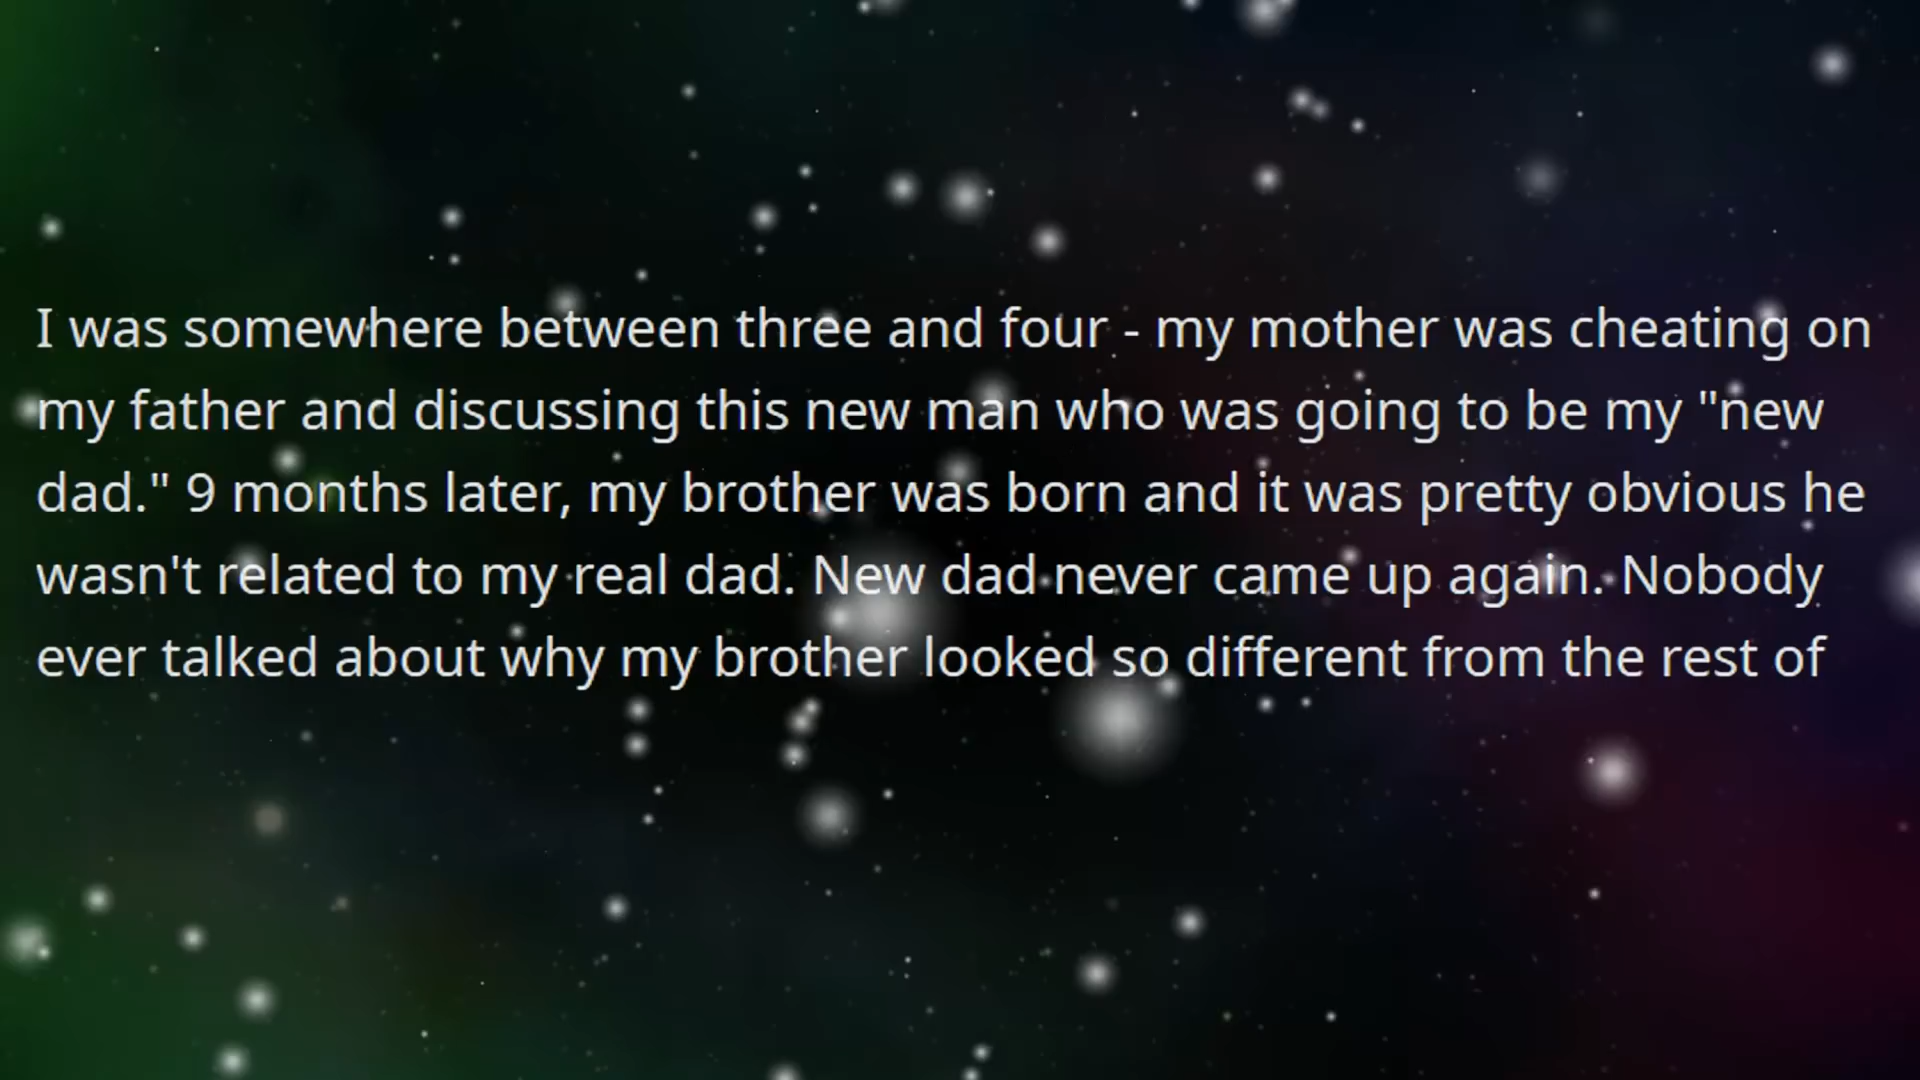 I was somewhere between three and four - my mother was cheating on
my father and discussing this new man who was going to be my "new
dad." 9 months later, my brother was born and it was pretty obvious he
wasn't related to my real dad. New dad never came up again. Nobody
ever talked about why my brother looked so different from the rest of